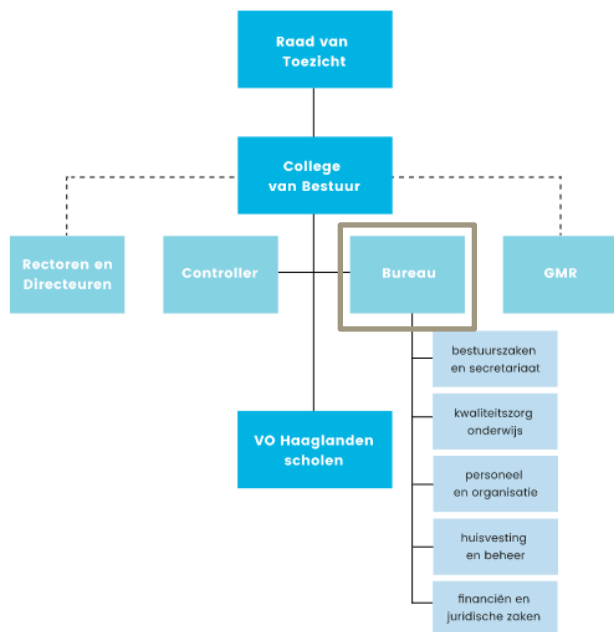 Raad van
Toezicht
College
van Bestuur
Rectoren en
Directeuren
Controller
Bureau
GMR
bestuurszaken
en secretariaat
kwaliteitszorg
onderwijs
VO Haaglanden
scholen
personeel
en organisatie
huisvesting
en beheer
financiën en
juridische zaken